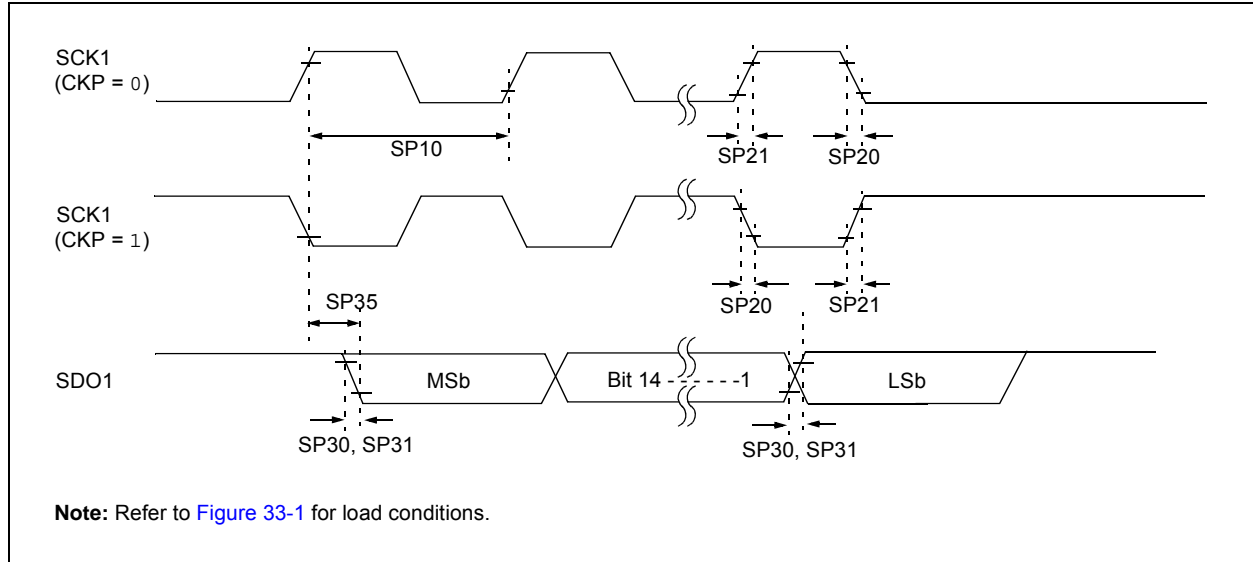 SCK1
(CKP = 0)
SP10
SP21
SP20
SCK1
(CKP = 1)
SP20
SP21
SP35
SDO1
MSb
Bit 14 - - - - - -1
LSb
SP30, SP31
SP30, SP31
Note: Refer to Figure 33-1 for load conditions.